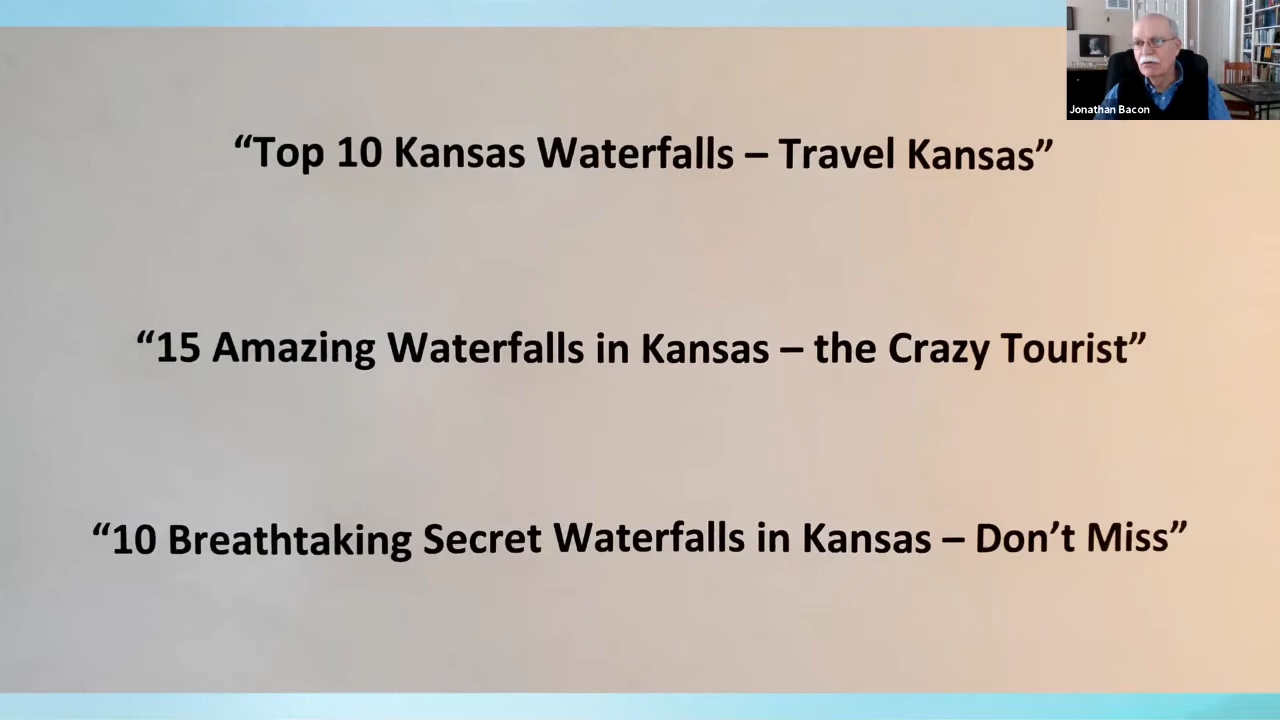 Jonathan Bacon
“Top 10 Kansas Waterfalls – Travel Kansas”
“15 Amazing Waterfalls in Kansas – the Crazy Tourist”
“10 Breathtaking Secret Waterfalls in Kansas – Don’t Miss”